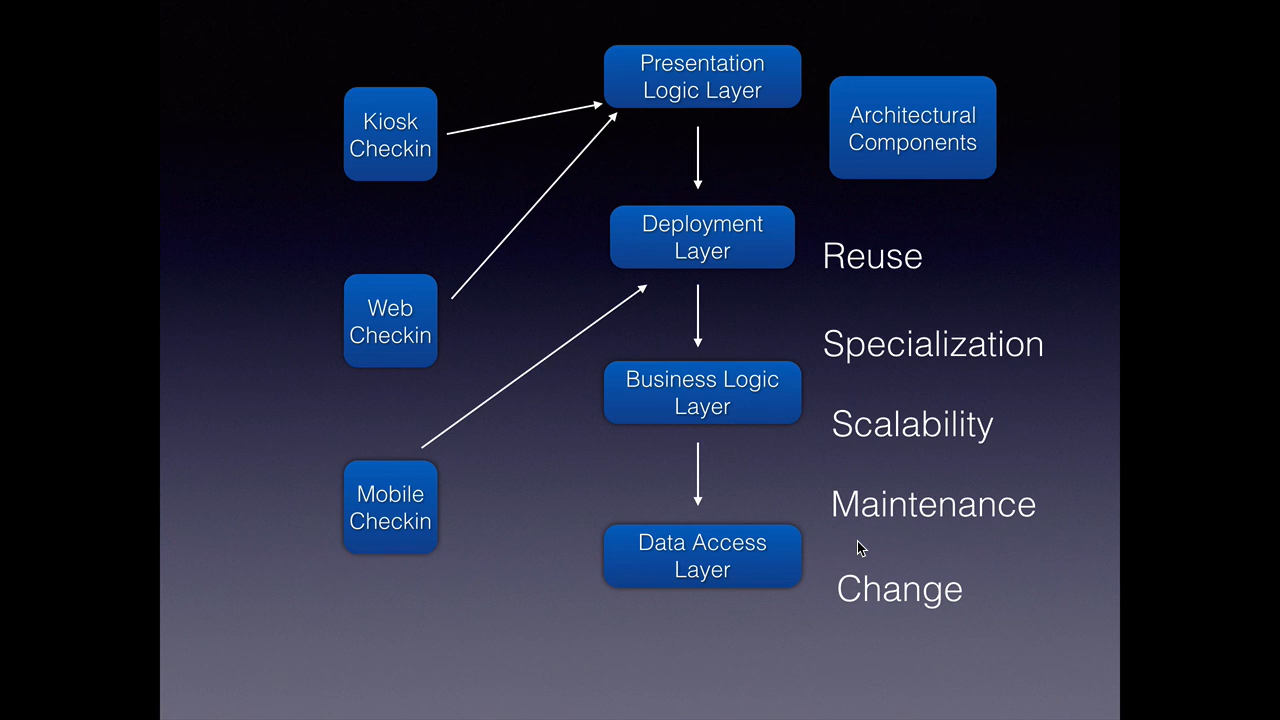 Kiosk
Checkin
Web
Checkin
Mobile
Checkin
Presentation
Logic Layer
Deployment
Layer
Business Logic
Layer
Data Access
Layer
Architectural
Components
Reuse
Specialization
Scalability
Maintenance
Change